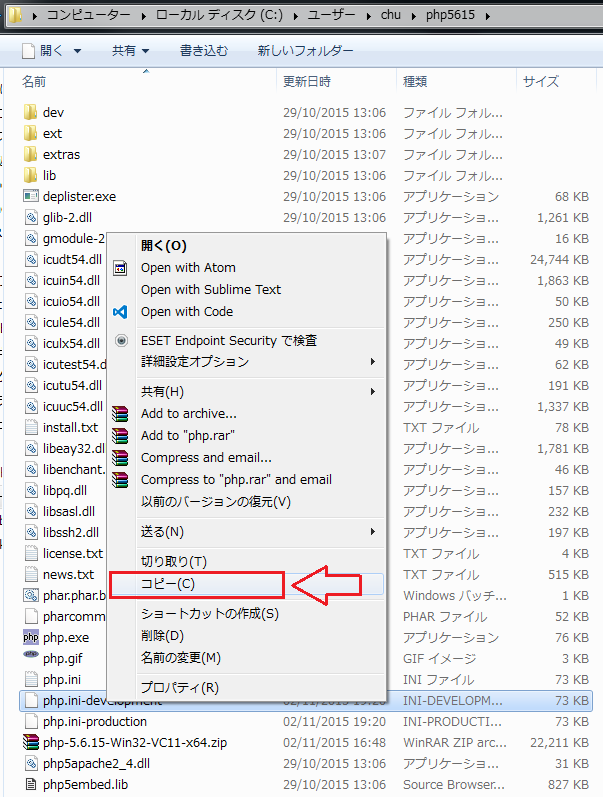 コンピューター ▸ ローカル ディスク (C:) ▸ ユーザー ▸ chu ▸ php5615 ▸
開く 共有 書き込む 新しいフォルダー
名前 更新日時 種類 サイズ
dev 29/10/2015 13:06 ファイル フォル...
ext 29/10/2015 13:06 ファイル フォル...
extras 29/10/2015 13:07 ファイル フォル...
lib 29/10/2015 13:06 ファイル フォル...
deplister.exe 29/10/2015 13:06 アプリケーション 68 KB
glib-2.dll 29/10/2015 13:06 アプリケーショ... 1,261 KB
gmodule-2 アプリケーショ... 16 KB
icudt54.dll アプリケーショ... 24,744 KB
icuin54.dll アプリケーショ... 1,863 KB
icuio54.dll アプリケーショ... 50 KB
icule54.dll アプリケーショ... 250 KB
iculx54.dll アプリケーショ... 49 KB
icutest54.d アプリケーショ... 62 KB
icutu54.dll アプリケーショ... 191 KB
icuuc54.dll アプリケーショ... 1,337 KB
install.txt TXT ファイル 78 KB
libeay32.dl アプリケーショ... 1,781 KB
libenchant. アプリケーショ... 46 KB
libpq.dll アプリケーショ... 157 KB
libsasl.dll アプリケーショ... 232 KB
libssh2.dll アプリケーショ... 197 KB
license.txt TXT ファイル 4 KB
news.txt TXT ファイル 515 KB
phar.phar.b Windows バッチ... 1 KB
pharcomm PHAR ファイル 52 KB
php.exe アプリケーション 76 KB
php.gif GIF イメージ 3 KB
php.ini INI ファイル 73 KB
php.ini-development 02/11/2015 19:20 INI-DEVELOPM... 73 KB
php.ini-production 02/11/2015 19:20 INI-PRODUCTI... 73 KB
php-5.6.15-Win32-VC11-x64.zip 02/11/2015 16:48 WinRAR ZIP arc... 22,211 KB
php5apache2_4.dll 29/10/2015 13:06 アプリケーショ... 31 KB
php5embed.lib 29/10/2015 13:06 Source Browser... 827 KB
開く(O)
Open with Atom
Open with Sublime Text
Open with Code
ESET Endpoint Security で検査
詳細設定オプション
共有(H)
Add to archive...
Add to "php.rar"
Compress and email...
Compress to "php.rar" and email
以前のバージョンの復元(V)
送る(N)
切り取り(T)
コピー(C)
ショートカットの作成(S)
削除(D)
名前の変更(M)
プロパティ(R)